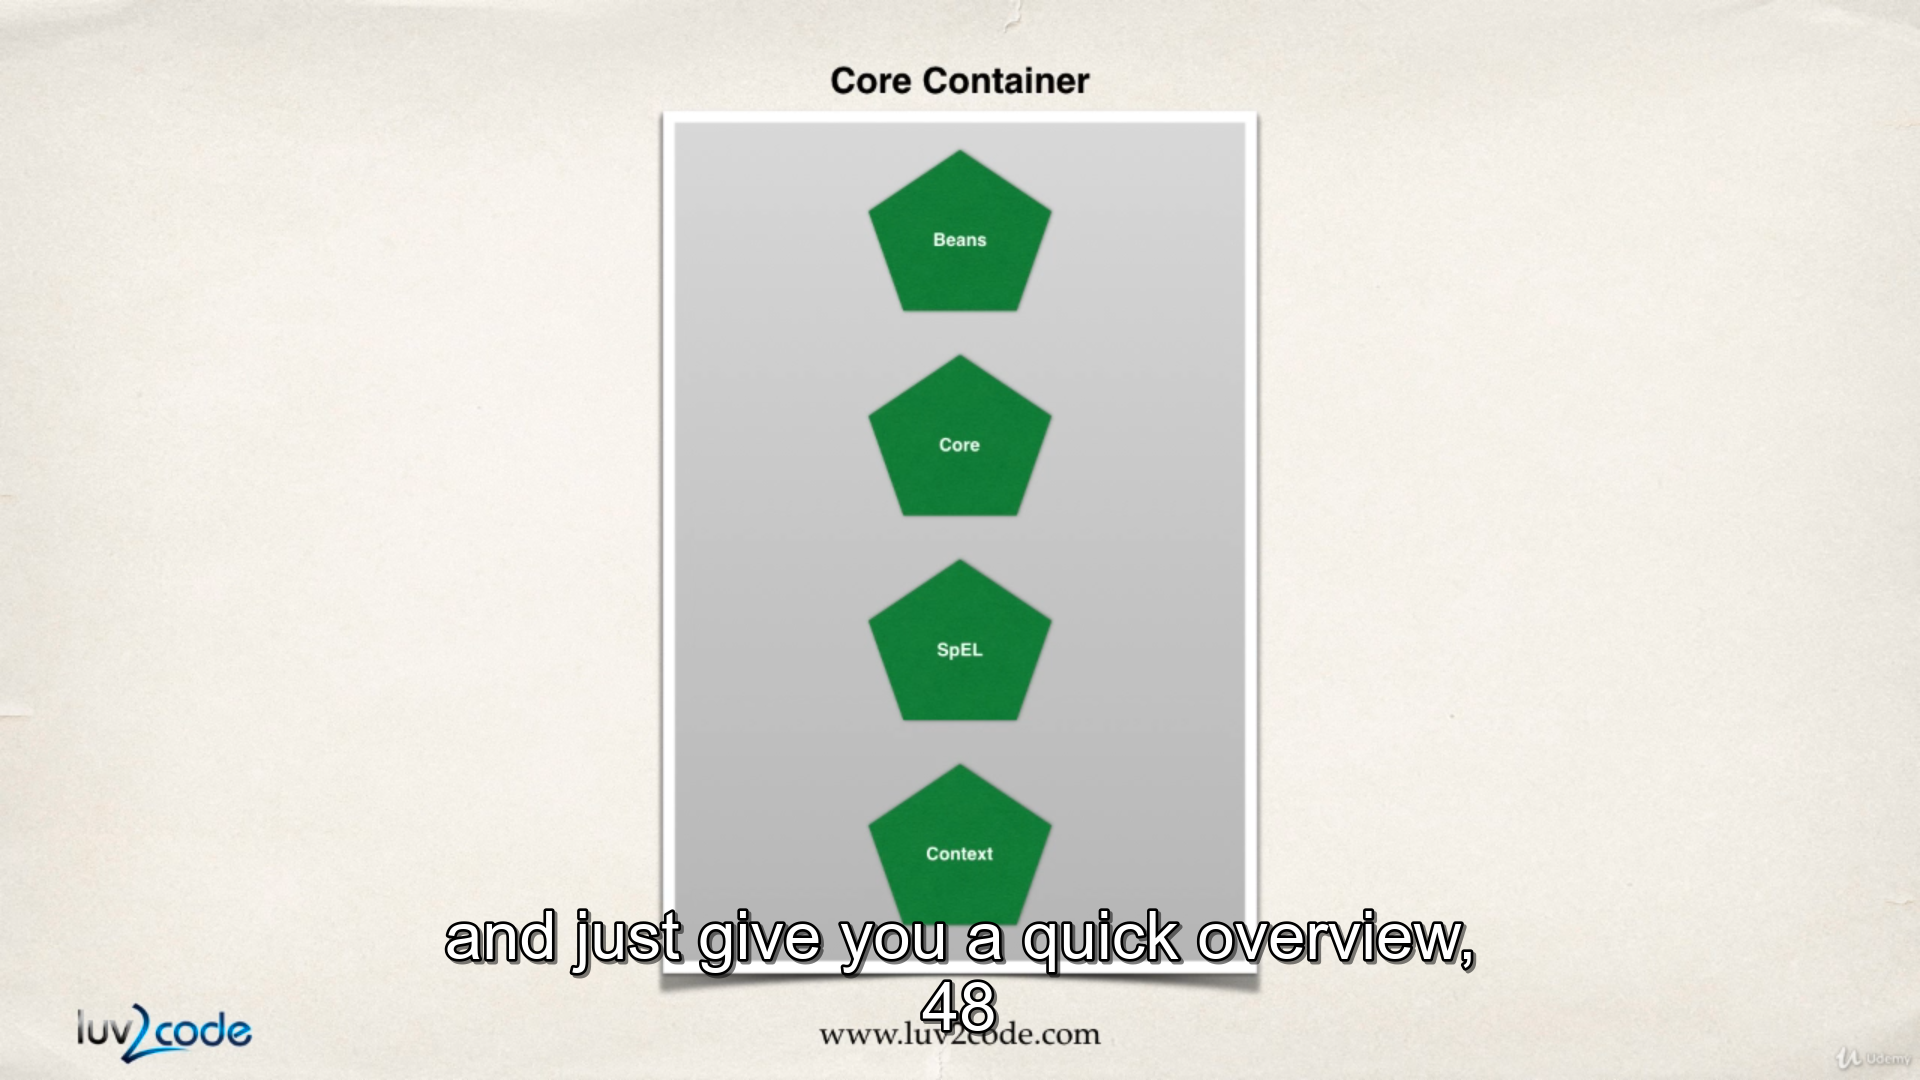 Core Container
Beans
Core
SpEL
Context
and just give you a quick overview,
48
luv2code
www.luv2code.com
Udemy